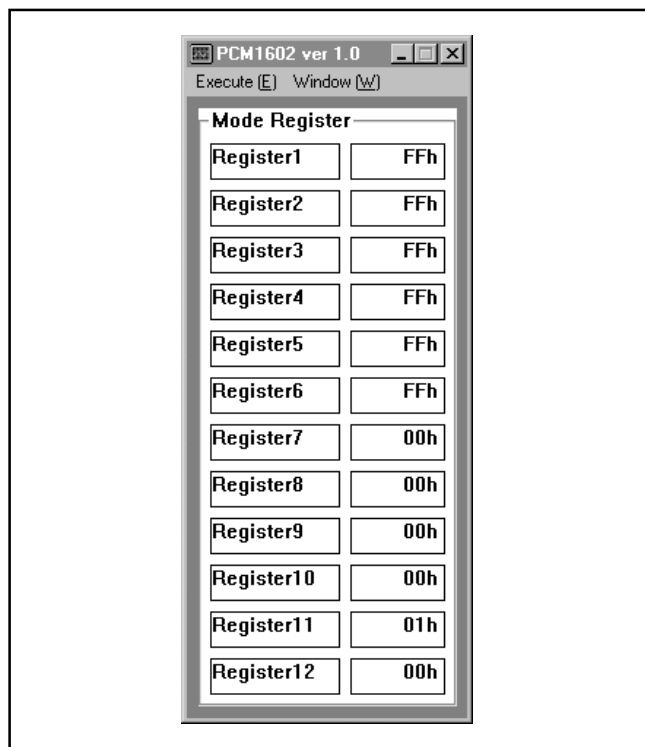 PCM1602 ver 1.0
Execute (E) Window (W)
Mode Register
Register1 FFh
Register2 FFh
Register3 FFh
Register4 FFh
Register5 FFh
Register6 FFh
Register7 00h
Register8 00h
Register9 00h
Register10 00h
Register11 01h
Register12 00h